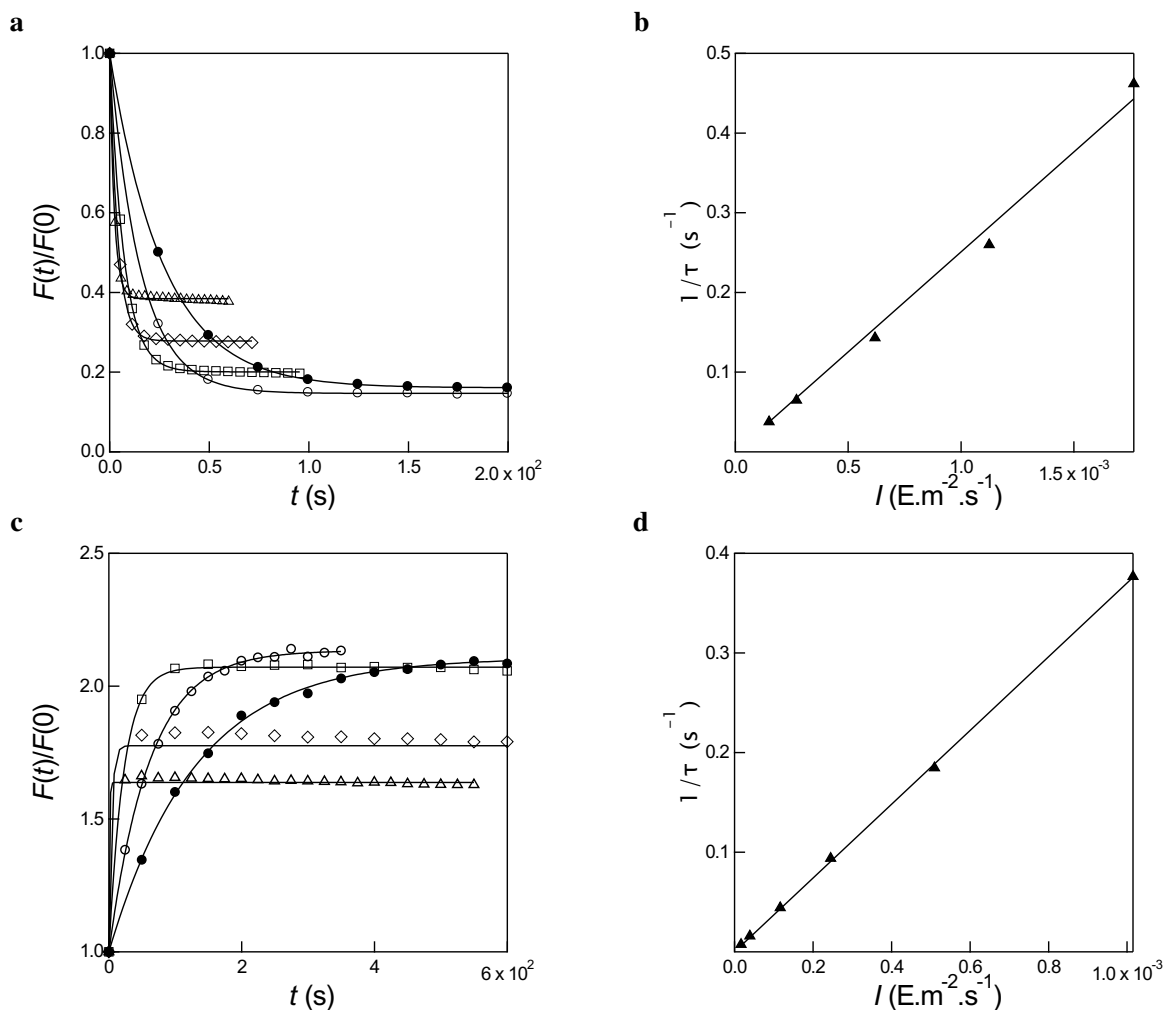 a
F(t)/F(0)
1.0
0.8
0.6
0.4
0.2
0.0
0.0 0.5 1.0 1.5 2.0 x 10²
t (s)
b
1/τ (s⁻¹)
0.5
0.4
0.3
0.2
0.1
0.0 0.5 1.0 1.5 x 10⁻³
I (E.m⁻².s⁻¹)
c
F(t)/F(0)
2.5
2.0
1.5
1.0
0 2 4 6 x 10²
t (s)
d
1/τ (s⁻¹)
0.4
0.3
0.2
0.1
0.0 0.2 0.4 0.6 0.8 1.0 x 10⁻³
I (E.m⁻².s⁻¹)